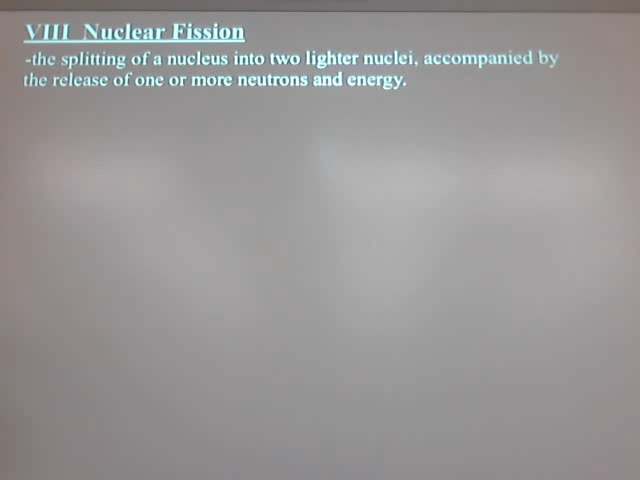 VIII Nuclear Fission
-the splitting of a nucleus into two lighter nuclei, accompanied by
the release of one or more neutrons and energy.